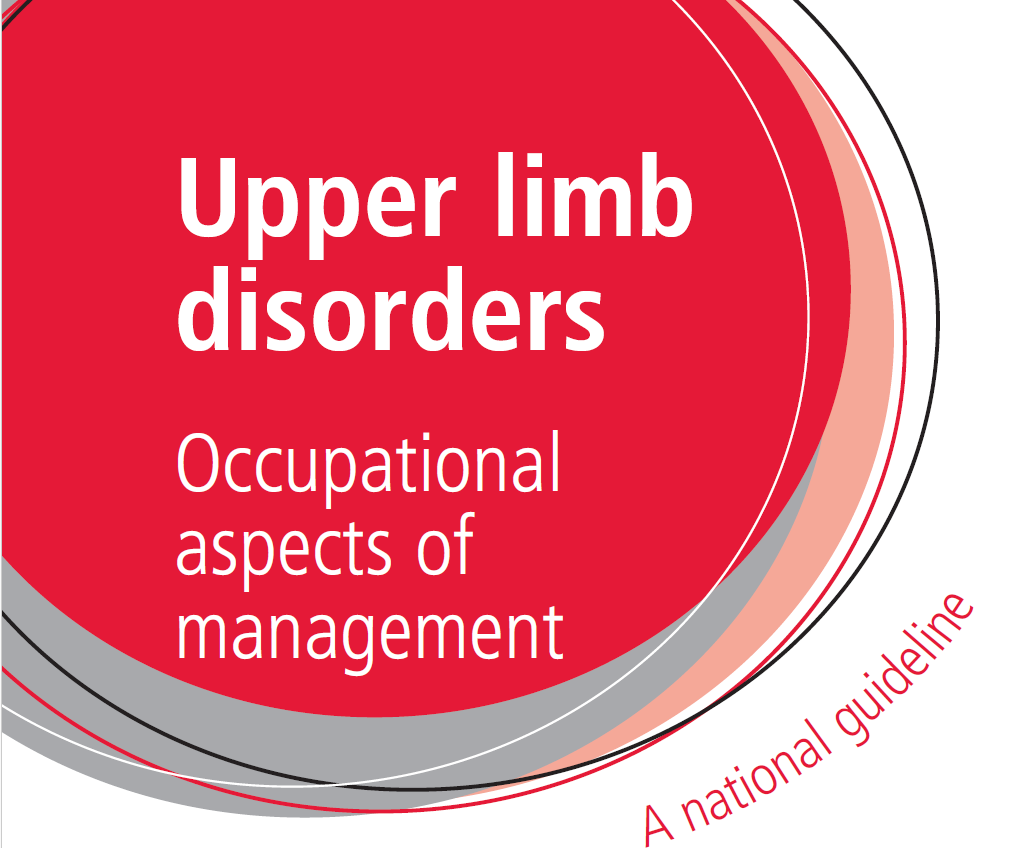 Upper limb
disorders
Occupational
aspects of
management
A national guideline